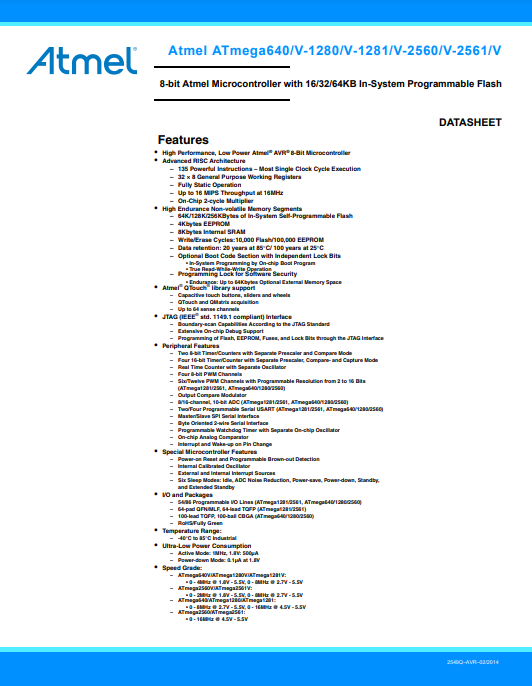 Atmel
Atmel ATmega640/V-1280/V-1281/V-2560/V-2561/V
8-bit Atmel Microcontroller with 16/32/64KB In-System Programmable Flash
DATASHEET
Features
• High Performance, Low Power Atmel® AVR® 8-Bit Microcontroller
• Advanced RISC Architecture
– 135 Powerful Instructions – Most Single Clock Cycle Execution
– 32 × 8 General Purpose Working Registers
– Fully Static Operation
– Up to 16 MIPS Throughput at 16MHz
– On-Chip 2-cycle Multiplier
• High Endurance Non-volatile Memory Segments
– 64K/128K/256KBytes of In-System Self-Programmable Flash
– 4Kbytes EEPROM
– 8Kbytes Internal SRAM
– Write/Erase Cycles:10,000 Flash/100,000 EEPROM
– Data retention: 20 years at 85°C/ 100 years at 25°C
– Optional Boot Code Section with Independent Lock Bits
• In-System Programming by On-chip Boot Program
• True Read-While-Write Operation
– Programming Lock for Software Security
• Endurance: Up to 64Kbytes Optional External Memory Space
• Atmel® QTouch® library support
– Capacitive touch buttons, sliders and wheels
– QTouch and QMatrix acquisition
– Up to 64 sense channels
• JTAG (IEEE® std. 1149.1 compliant) Interface
– Boundary-scan Capabilities According to the JTAG Standard
– Extensive On-chip Debug Support
– Programming of Flash, EEPROM, Fuses, and Lock Bits through the JTAG Interface
• Peripheral Features
– Two 8-bit Timer/Counters with Separate Prescaler and Compare Mode
– Four 16-bit Timer/Counter with Separate Prescaler, Compare- and Capture Mode
– Real Time Counter with Separate Oscillator
– Four 8-bit PWM Channels
– Six/Twelve PWM Channels with Programmable Resolution from 2 to 16 Bits
(ATmega1281/2561, ATmega640/1280/2560)
– Output Compare Modulator
– 8/16-channel, 10-bit ADC (ATmega1281/2561, ATmega640/1280/2560)
– Two/Four Programmable Serial USART (ATmega1281/2561, ATmega640/1280/2560)
– Master/Slave SPI Serial Interface
– Byte Oriented 2-wire Serial Interface
– Programmable Watchdog Timer with Separate On-chip Oscillator
– On-chip Analog Comparator
– Interrupt and Wake-up on Pin Change
• Special Microcontroller Features
– Power-on Reset and Programmable Brown-out Detection
– Internal Calibrated Oscillator
– External and Internal Interrupt Sources
– Six Sleep Modes: Idle, ADC Noise Reduction, Power-save, Power-down, Standby,
and Extended Standby
• I/O and Packages
– 54/86 Programmable I/O Lines (ATmega1281/2561, ATmega640/1280/2560)
– 64-pad QFN/MLF, 64-lead TQFP (ATmega1281/2561)
– 100-lead TQFP, 100-ball CBGA (ATmega640/1280/2560)
– RoHS/Fully Green
• Temperature Range:
– -40°C to 85°C Industrial
• Ultra-Low Power Consumption
– Active Mode: 1MHz, 1.8V: 500µA
– Power-down Mode: 0.1µA at 1.8V
• Speed Grade:
– ATmega640V/ATmega1280V/ATmega1281V:
• 0 - 4MHz @ 1.8V - 5.5V, 0 - 8MHz @ 2.7V - 5.5V
– ATmega2560V/ATmega2561V:
• 0 - 2MHz @ 1.8V - 5.5V, 0 - 8MHz @ 2.7V - 5.5V
– ATmega640/ATmega1280/ATmega1281:
• 0 - 8MHz @ 2.7V - 5.5V, 0 - 16MHz @ 4.5V - 5.5V
– ATmega2560/ATmega2561:
• 0 - 16MHz @ 4.5V - 5.5V
2549Q–AVR–02/2014